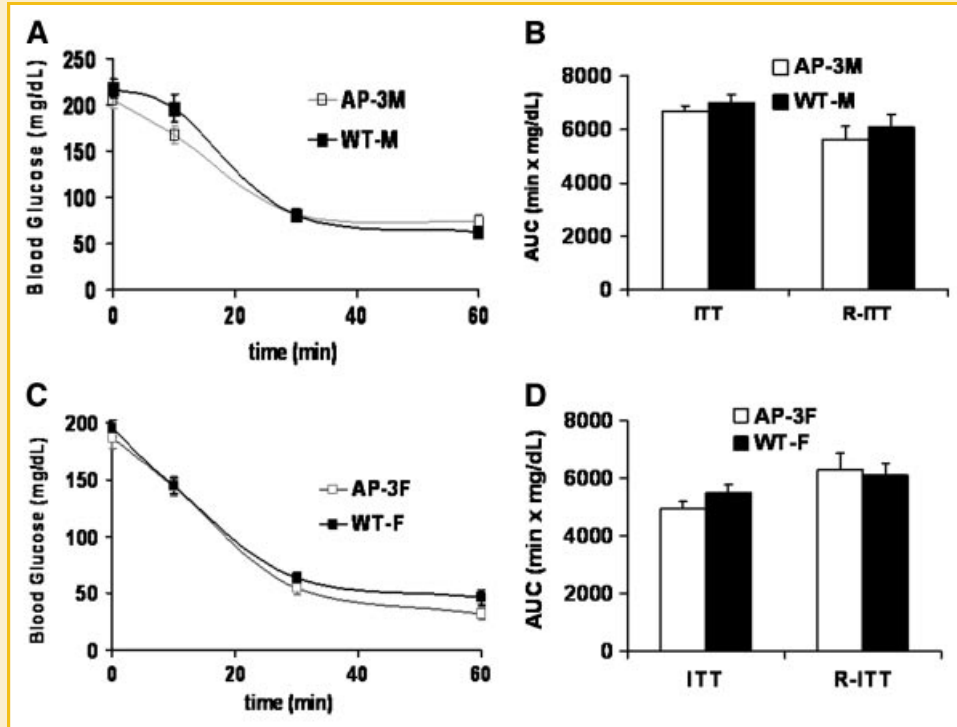 A
Blood Glucose (mg/dL)
250
200
150
100
50
0
0 20 40 60
time (min)
AP-3M
WT-M
B
AUC (min x mg/dL)
8000
6000
4000
2000
0
AP-3M
WT-M
ITT R-ITT
C
Blood Glucose (mg/dL)
200
150
100
50
0
0 20 40 60
time (min)
AP-3F
WT-F
D
AUC (min x mg/dL)
8000
6000
4000
2000
0
AP-3F
WT-F
ITT R-ITT